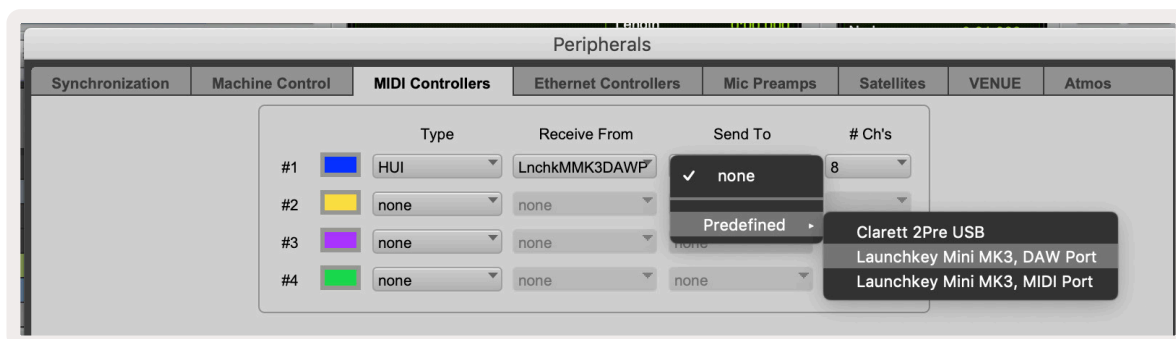 Peripherals
Synchronization Machine Control MIDI Controllers Ethernet Controllers Mic Preamps Satellites VENUE Atmos
Type Receive From Send To # Ch's
#1 HUI LnchkMMK3DAWP ✓ none 8
#2 none none
Predefined ▸ Clarett 2Pre USB
#3 none none
Launchkey Mini MK3, DAW Port
#4 none none none Launchkey Mini MK3, MIDI Port